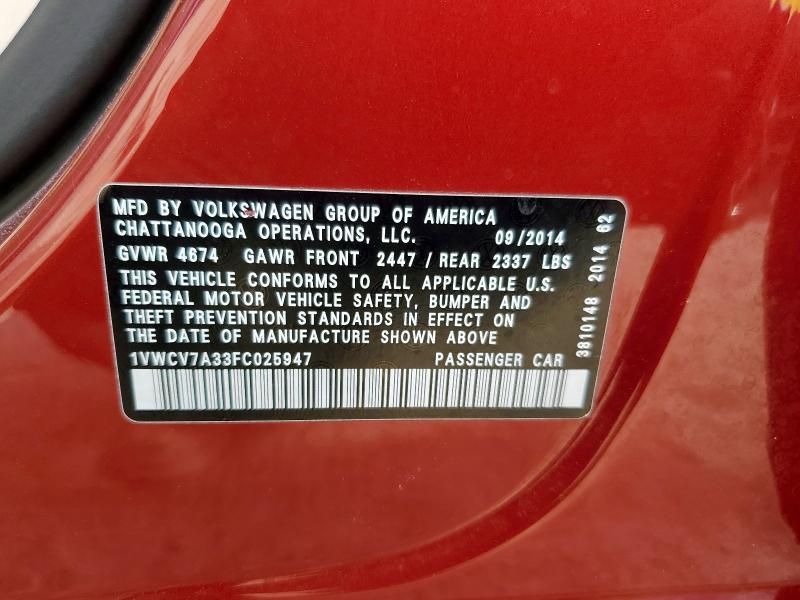 MFD BY VOLKSWAGEN GROUP OF AMERICA
CHATTANOOGA OPERATIONS, LLC. 09/2014
GVWR 4674 GAWR FRONT 2447 / REAR 2337 LBS
THIS VEHICLE CONFORMS TO ALL APPLICABLE U.S.
FEDERAL MOTOR VEHICLE SAFETY, BUMPER AND
THEFT PREVENTION STANDARDS IN EFFECT ON
THE DATE OF MANUFACTURE SHOWN ABOVE
1VWCV7A33FC025947 PASSENGER CAR
3810148 2014 62